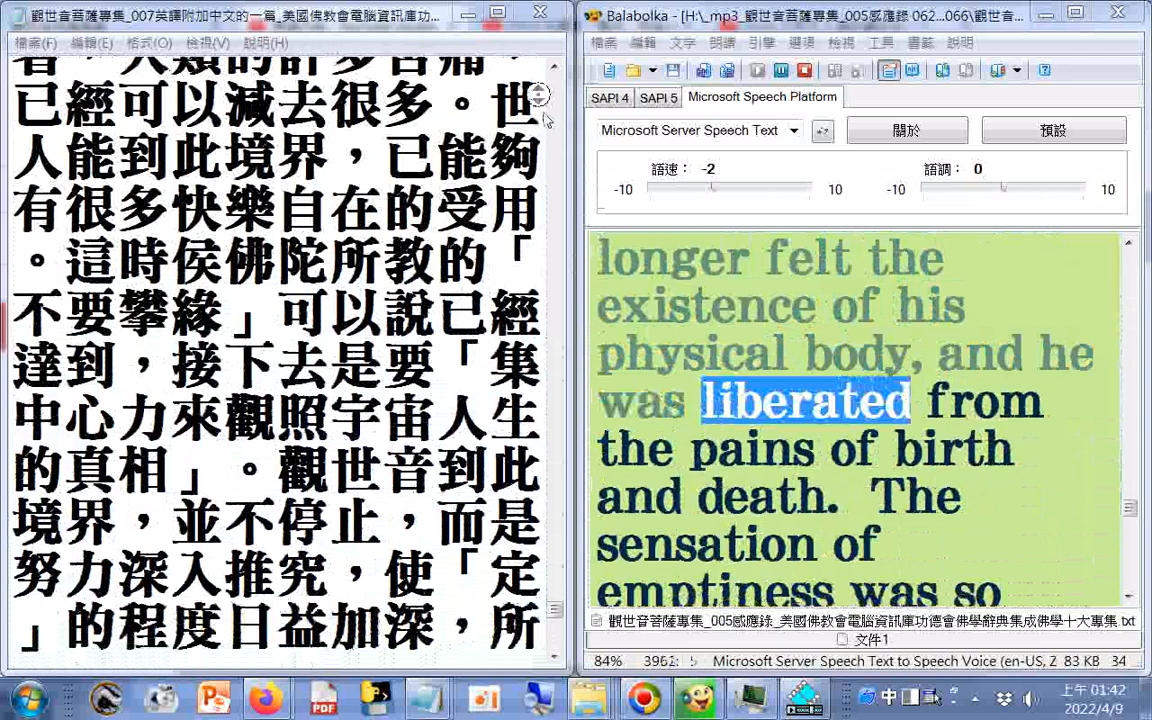 觀世音菩薩專集_007英譯附加中文的一篇_美國佛教會電腦資訊庫功...
檔案(F) 編輯(E) 格式(O) 檢視(V) 說明(H)
者，人類的許多苦痛，
已經可以減去很多。世
人能到此境界，已能夠
有很多快樂自在的受用
。這時侯佛陀所教的「
不要攀緣」可以說已經
達到，接下去是要「集
中心力來觀照宇宙人生
的真相」。觀世音到此
境界，並不停止，而是
努力深入推究，使「定
」的程度日益加深，所
Balabolka - [H:\_mp3_觀世音菩薩專集_005感應錄-062...066\觀世音...
檔案 編輯 文字 朗讀 引擎 選項 檢視 工具 書籤 說明
SAPI 4 SAPI 5 Microsoft Speech Platform
Microsoft Server Speech Text 關於 預設
語速: -2 語調: 0
-10 10 -10 10
longer felt the
existence of his
physical body, and he
was liberated from
the pains of birth
and death. The
sensation of
emptiness was so
觀世音菩薩專集_005感應錄_美國佛教會電腦資訊庫功德會佛學辭典集成佛學十大專集.txt
文件1
84% Microsoft Server Speech Text to Speech Voice (en-US, Z 83 KB 34
PDF
中
上午 01:42
2022/4/9